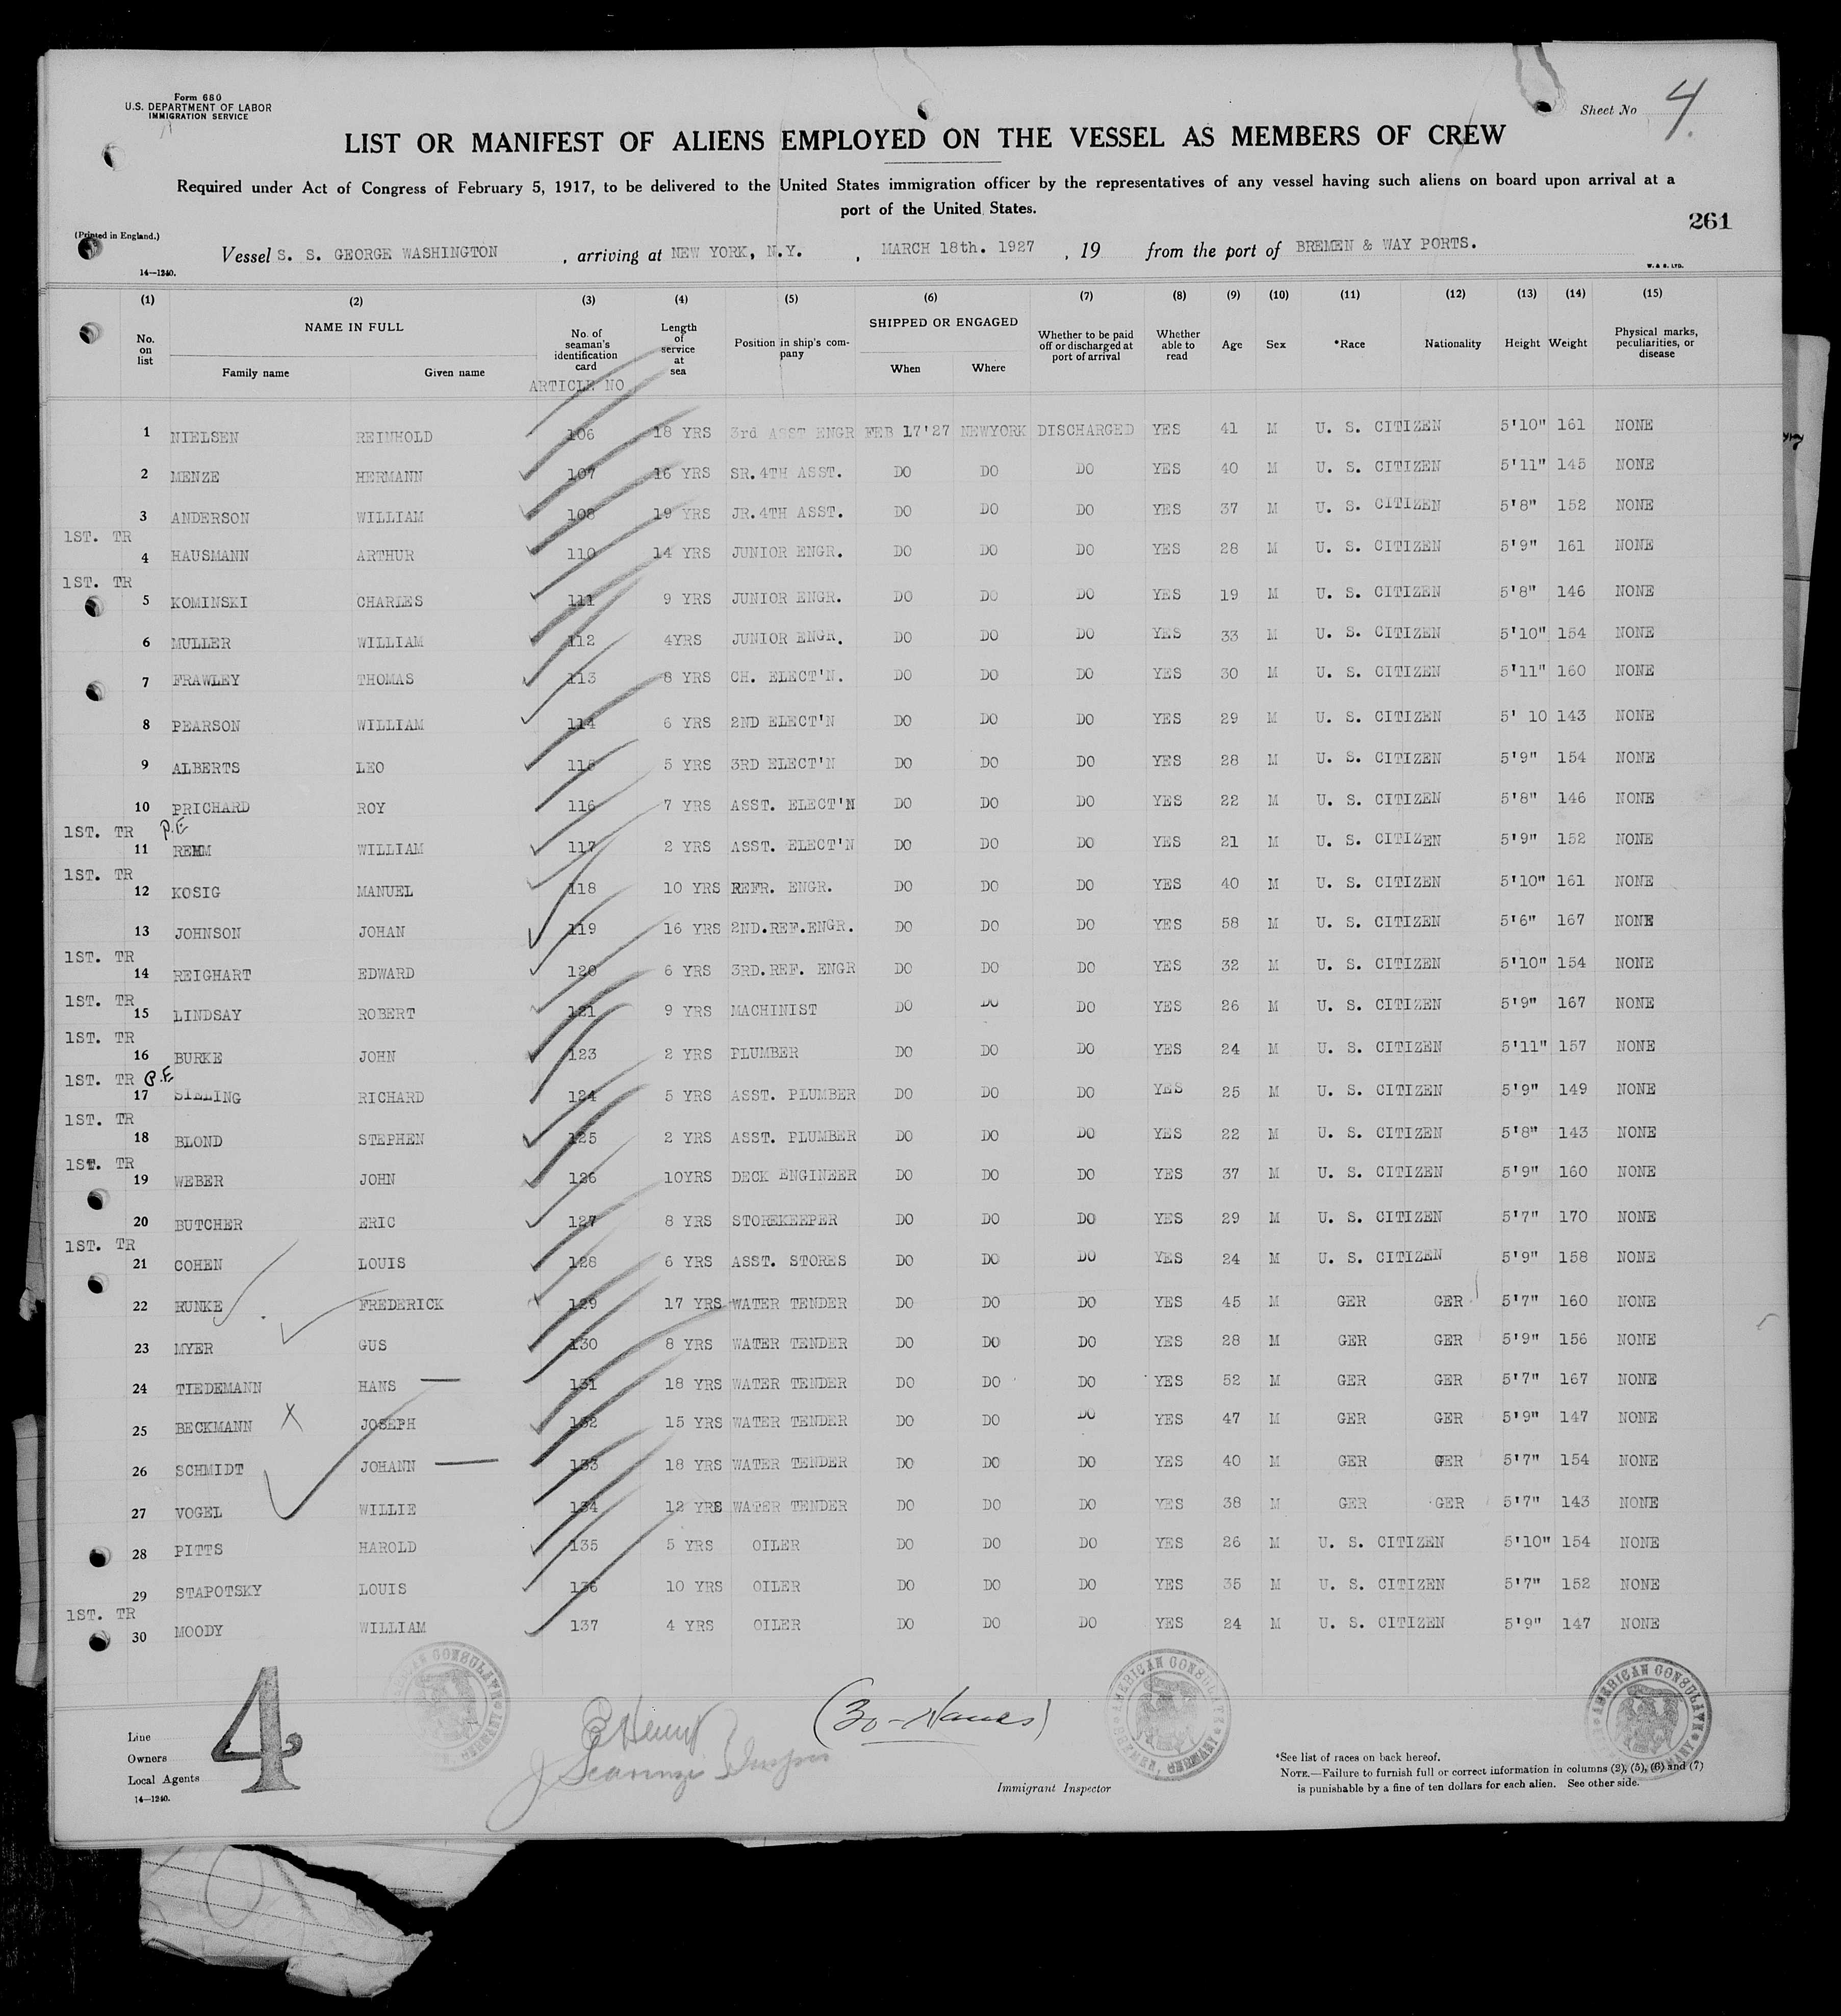 Form 680
U.S. DEPARTMENT OF LABOR
IMMIGRATION SERVICE
Sheet No 4.
LIST OR MANIFEST OF ALIENS EMPLOYED ON THE VESSEL AS MEMBERS OF CREW
Required under Act of Congress of February 5, 1917, to be delivered to the United States immigration officer by the representatives of any vessel having such aliens on board upon arrival at a
port of the United States.
261
(Printed in England.)
Vessel S. S. GEORGE WASHINGTON , arriving at NEW YORK, N.Y. , MARCH 18th. 1927 , 19 from the port of BREMEN & WAY PORTS.
14—1240.
W. & S. LTD.
(1) (2) (3) (4) (5) (6) (7) (8) (9) (10) (11) (12) (13) (14) (15)
No. on list NAME IN FULL Family name Given name No. of seaman's identification card Length of service at sea Position in ship's company SHIPPED OR ENGAGED When Where Whether to be paid off or discharged at port of arrival Whether able to read Age Sex *Race Nationality Height Weight Physical marks, peculiarities, or disease
ARTICLE NO
1 NIELSEN REINHOLD 106 18 YRS 3rd ASST ENGR FEB 17'27 NEWYORK DISCHARGED YES 41 M U. S. CITIZEN 5'10" 161 NONE
2 MENZE HERMANN 107 16 YRS SR.4TH ASST. DO DO DO YES 40 M U. S. CITIZEN 5'11" 145 NONE
3 ANDERSON WILLIAM 108 19 YRS JR.4TH ASST. DO DO DO YES 37 M U. S. CITIZEN 5'8" 152 NONE
1ST. TR
4 HAUSMANN ARTHUR 110 14 YRS JUNIOR ENGR. DO DO DO YES 28 M U. S. CITIZEN 5'9" 161 NONE
1ST. TR
5 KOMINSKI CHARLES 111 9 YRS JUNIOR ENGR. DO DO DO YES 19 M U. S. CITIZEN 5'8" 146 NONE
6 MULLER WILLIAM 112 4YRS JUNIOR ENGR. DO DO DO YES 33 M U. S. CITIZEN 5'10" 154 NONE
7 FRAWLEY THOMAS 113 8 YRS CH. ELECT'N. DO DO DO YES 30 M U. S. CITIZEN 5'11" 160 NONE
8 PEARSON WILLIAM 114 6 YRS 2ND ELECT'N DO DO DO YES 29 M U. S. CITIZEN 5' 10 143 NONE
9 ALBERTS LEO 115 5 YRS 3RD ELECT'N DO DO DO YES 28 M U. S. CITIZEN 5'9" 154 NONE
10 PRICHARD ROY 116 7 YRS ASST. ELECT'N DO DO DO YES 22 M U. S. CITIZEN 5'8" 146 NONE
1ST. TR P.E
11 REHM WILLIAM 117 2 YRS ASST. ELECT'N DO DO DO YES 21 M U. S. CITIZEN 5'9" 152 NONE
1ST. TR
12 KOSIG MANUEL 118 10 YRS REFR. ENGR. DO DO DO YES 40 M U. S. CITIZEN 5'10" 161 NONE
13 JOHNSON JOHAN 119 16 YRS 2ND.REF.ENGR. DO DO DO YES 58 M U. S. CITIZEN 5'6" 167 NONE
1ST. TR
14 REIGHART EDWARD 120 6 YRS 3RD.REF. ENGR DO DO DO YES 32 M U. S. CITIZEN 5'10" 154 NONE
1ST. TR
15 LINDSAY ROBERT 121 9 YRS MACHINIST DO DO DO YES 26 M U. S. CITIZEN 5'9" 167 NONE
1ST. TR
16 BURKE JOHN 123 2 YRS PLUMBER DO DO DO YES 24 M U. S. CITIZEN 5'11" 157 NONE
1ST. TR P.E
17 RICHARD 124 5 YRS ASST. PLUMBER DO DO DO YES 25 M U. S. CITIZEN 5'9" 149 NONE
1ST. TR
18 BLOND STEPHEN 125 2 YRS ASST. PLUMBER DO DO DO YES 22 M U. S. CITIZEN 5'8" 143 NONE
1ST. TR
19 WEBER JOHN 126 10YRS DECK ENGINEER DO DO DO YES 37 M U. S. CITIZEN 5'9" 160 NONE
20 BUTCHER ERIC 127 8 YRS STOREKEEPER DO DO DO YES 29 M U. S. CITIZEN 5'7" 170 NONE
1ST. TR
21 COHEN LOUIS 128 6 YRS ASST. STORES DO DO DO YES 24 M U. S. CITIZEN 5'9" 158 NONE
22 RUNKE FREDERICK 129 17 YRS WATER TENDER DO DO DO YES 45 M GER GER 5'7" 160 NONE
23 MYER GUS 130 8 YRS WATER TENDER DO DO DO YES 28 M GER GER 5'9" 156 NONE
24 TIEDEMANN HANS — 131 18 YRS WATER TENDER DO DO DO YES 52 M GER GER 5'7" 167 NONE
25 BECKMANN X JOSEPH 132 15 YRS WATER TENDER DO DO DO YES 47 M GER GER 5'9" 147 NONE
26 SCHMIDT JOHANN — 133 18 YRS WATER TENDER DO DO DO YES 40 M GER GER 5'7" 154 NONE
27 VOGEL WILLIE 134 12 YRS WATER TENDER DO DO DO YES 38 M GER GER 5'7" 143 NONE
28 PITTS HAROLD 135 5 YRS OILER DO DO DO YES 26 M U. S. CITIZEN 5'10" 154 NONE
29 STAPOTSKY LOUIS 136 10 YRS OILER DO DO DO YES 35 M U. S. CITIZEN 5'7" 152 NONE
1ST. TR
30 MOODY WILLIAM 137 4 YRS OILER DO DO DO YES 24 M U. S. CITIZEN 5'9" 147 NONE
AMERICAN CONSULATE
AMERICAN CONSULATE
AMERICAN CONSULATE
4
(30-Names)
Line
Owners
Local Agents
14—1240.
Immigrant Inspector
*See list of races on back hereof.
NOTE.—Failure to furnish full or correct information in columns (2), (5), (6) and (7)
is punishable by a fine of ten dollars for each alien. See other side.